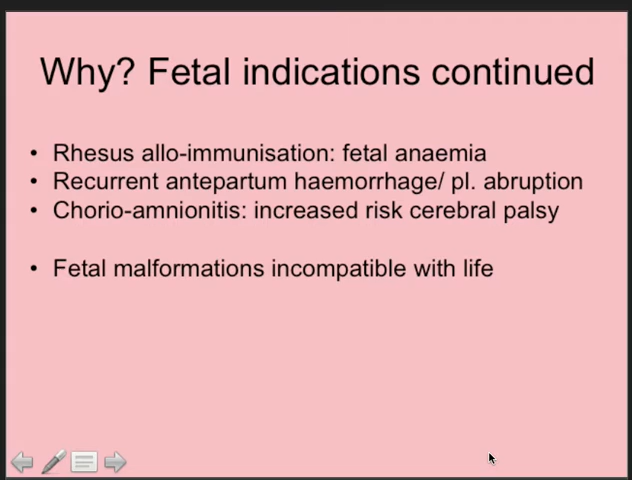 Why? Fetal indications continued
• Rhesus allo-immunisation: fetal anaemia
• Recurrent antepartum haemorrhage/ pl. abruption
• Chorio-amnionitis: increased risk cerebral palsy
• Fetal malformations incompatible with life